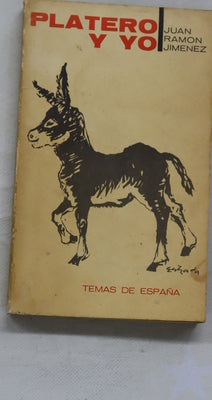 PLATERO
Y YO
JUAN
RAMON
JIMENEZ
TEMAS DE ESPAÑA